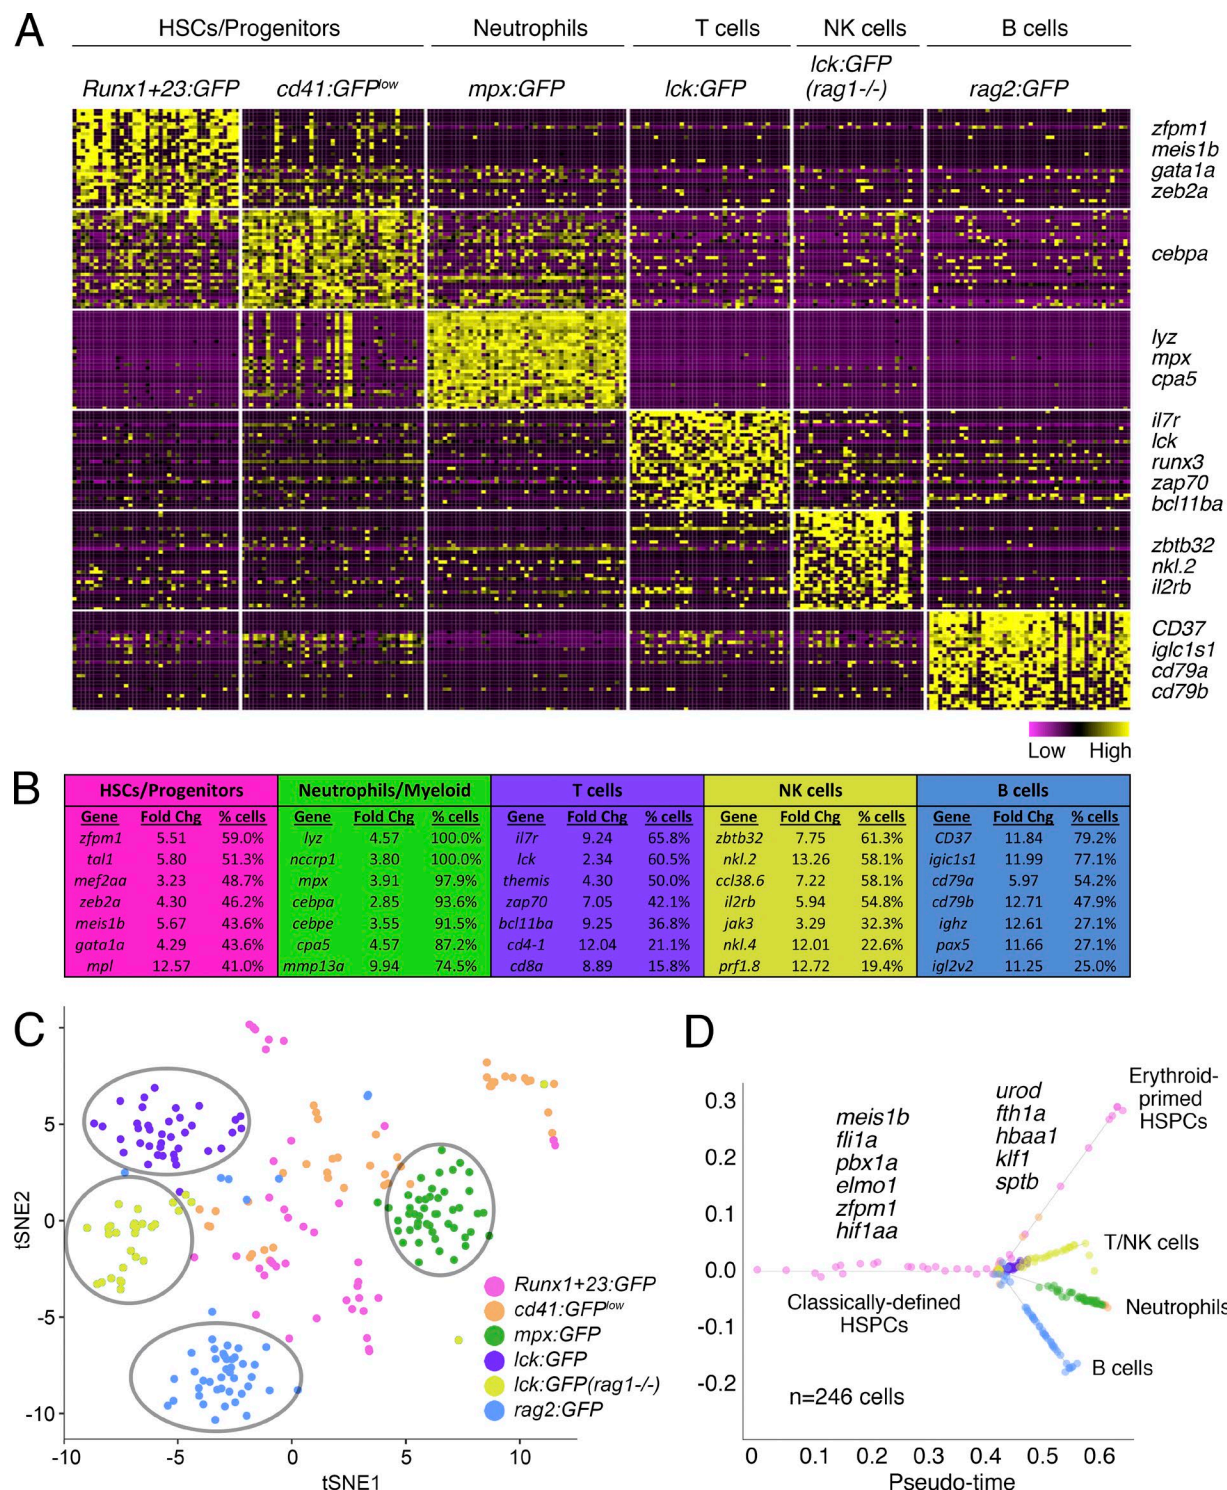 A
HSCs/Progenitors Neutrophils T cells NK cells B cells
Runx1+23:GFP cd41:GFPlow mpx:GFP lck:GFP lck:GFP (rag1-/-) rag2:GFP
zfpm1
meis1b
gata1a
zeb2a
cebpa
lyz
mpx
cpa5
il7r
lck
runx3
zap70
bcl11ba
zbtb32
nkl.2
il2rb
CD37
iglc1s1
cd79a
cd79b
Low High
B
HSCs/Progenitors Neutrophils/Myeloid T cells NK cells B cells
Gene Fold Chg % cells Gene Fold Chg % cells Gene Fold Chg % cells Gene Fold Chg % cells Gene Fold Chg % cells
zfpm1 5.51 59.0% lyz 4.57 100.0% il7r 9.24 65.8% zbtb32 7.75 61.3% CD37 11.84 79.2%
tal1 5.80 51.3% nccrp1 3.80 100.0% lck 2.34 60.5% nkl.2 13.26 58.1% igic1s1 11.99 77.1%
mef2aa 3.23 48.7% mpx 3.91 97.9% themis 4.30 50.0% ccl38.6 7.22 58.1% cd79a 5.97 54.2%
zeb2a 4.30 46.2% cebpa 2.85 93.6% zap70 7.05 42.1% il2rb 5.94 54.8% cd79b 12.71 47.9%
meis1b 5.67 43.6% cebpe 3.55 91.5% bcl11ba 9.25 36.8% jak3 3.29 32.3% ighz 12.61 27.1%
gata1a 4.29 43.6% cpa5 4.57 87.2% cd4-1 12.04 21.1% nkl.4 12.01 22.6% pax5 11.66 27.1%
mpl 12.57 41.0% mmp13a 9.94 74.5% cd8a 8.89 15.8% prf1.8 12.72 19.4% igl2v2 11.25 25.0%
C
tSNE2
5
0
-5
-10
-10 -5 0 5 10
tSNE1
Runx1+23:GFP
cd41:GFPlow
mpx:GFP
lck:GFP
lck:GFP(rag1-/-)
rag2:GFP
D
0.3
0.2
0.1
0.0
-0.1
-0.2
meis1b
fli1a
pbx1a
elmo1
zfpm1
hif1aa
urod
fth1a
hbaa1
klf1
sptb
Erythroid-
primed
HSPCs
T/NK cells
Neutrophils
B cells
Classically-defined
HSPCs
n=246 cells
0 0.1 0.2 0.3 0.4 0.5 0.6
Pseudo-time